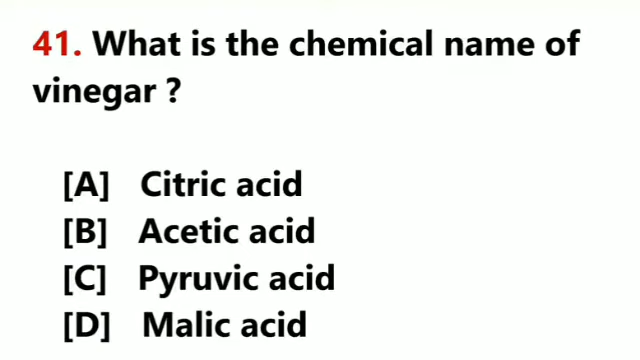 41. What is the chemical name of
vinegar ?
[A] Citric acid
[B] Acetic acid
[C] Pyruvic acid
[D] Malic acid